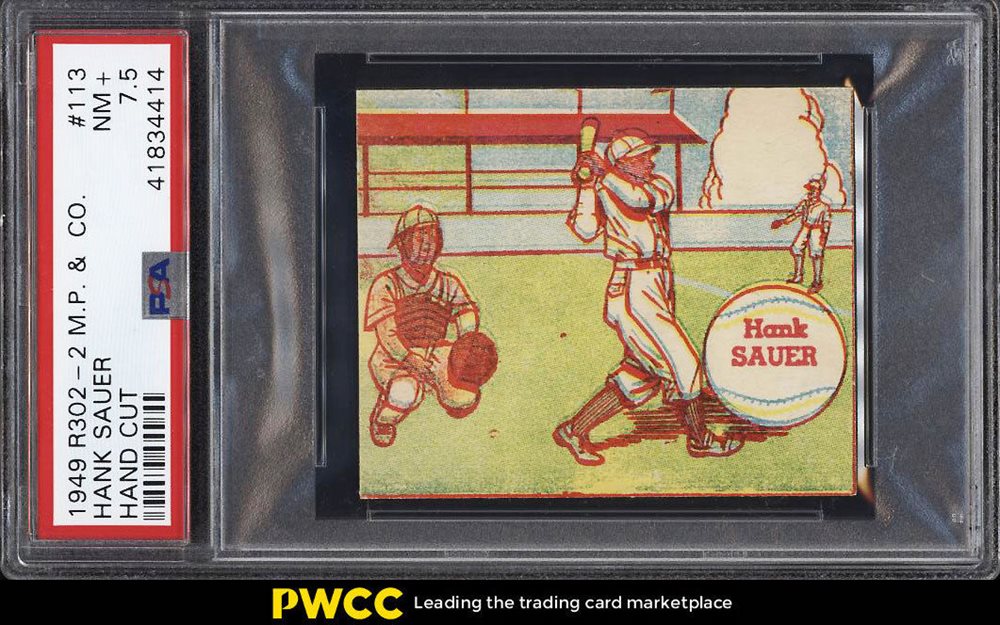 1949 R302-2 M.P. & CO. #113
HANK SAUER NM +
HAND CUT 7.5
41834414
PSA
Hank
SAUER
PWCC Leading the trading card marketplace